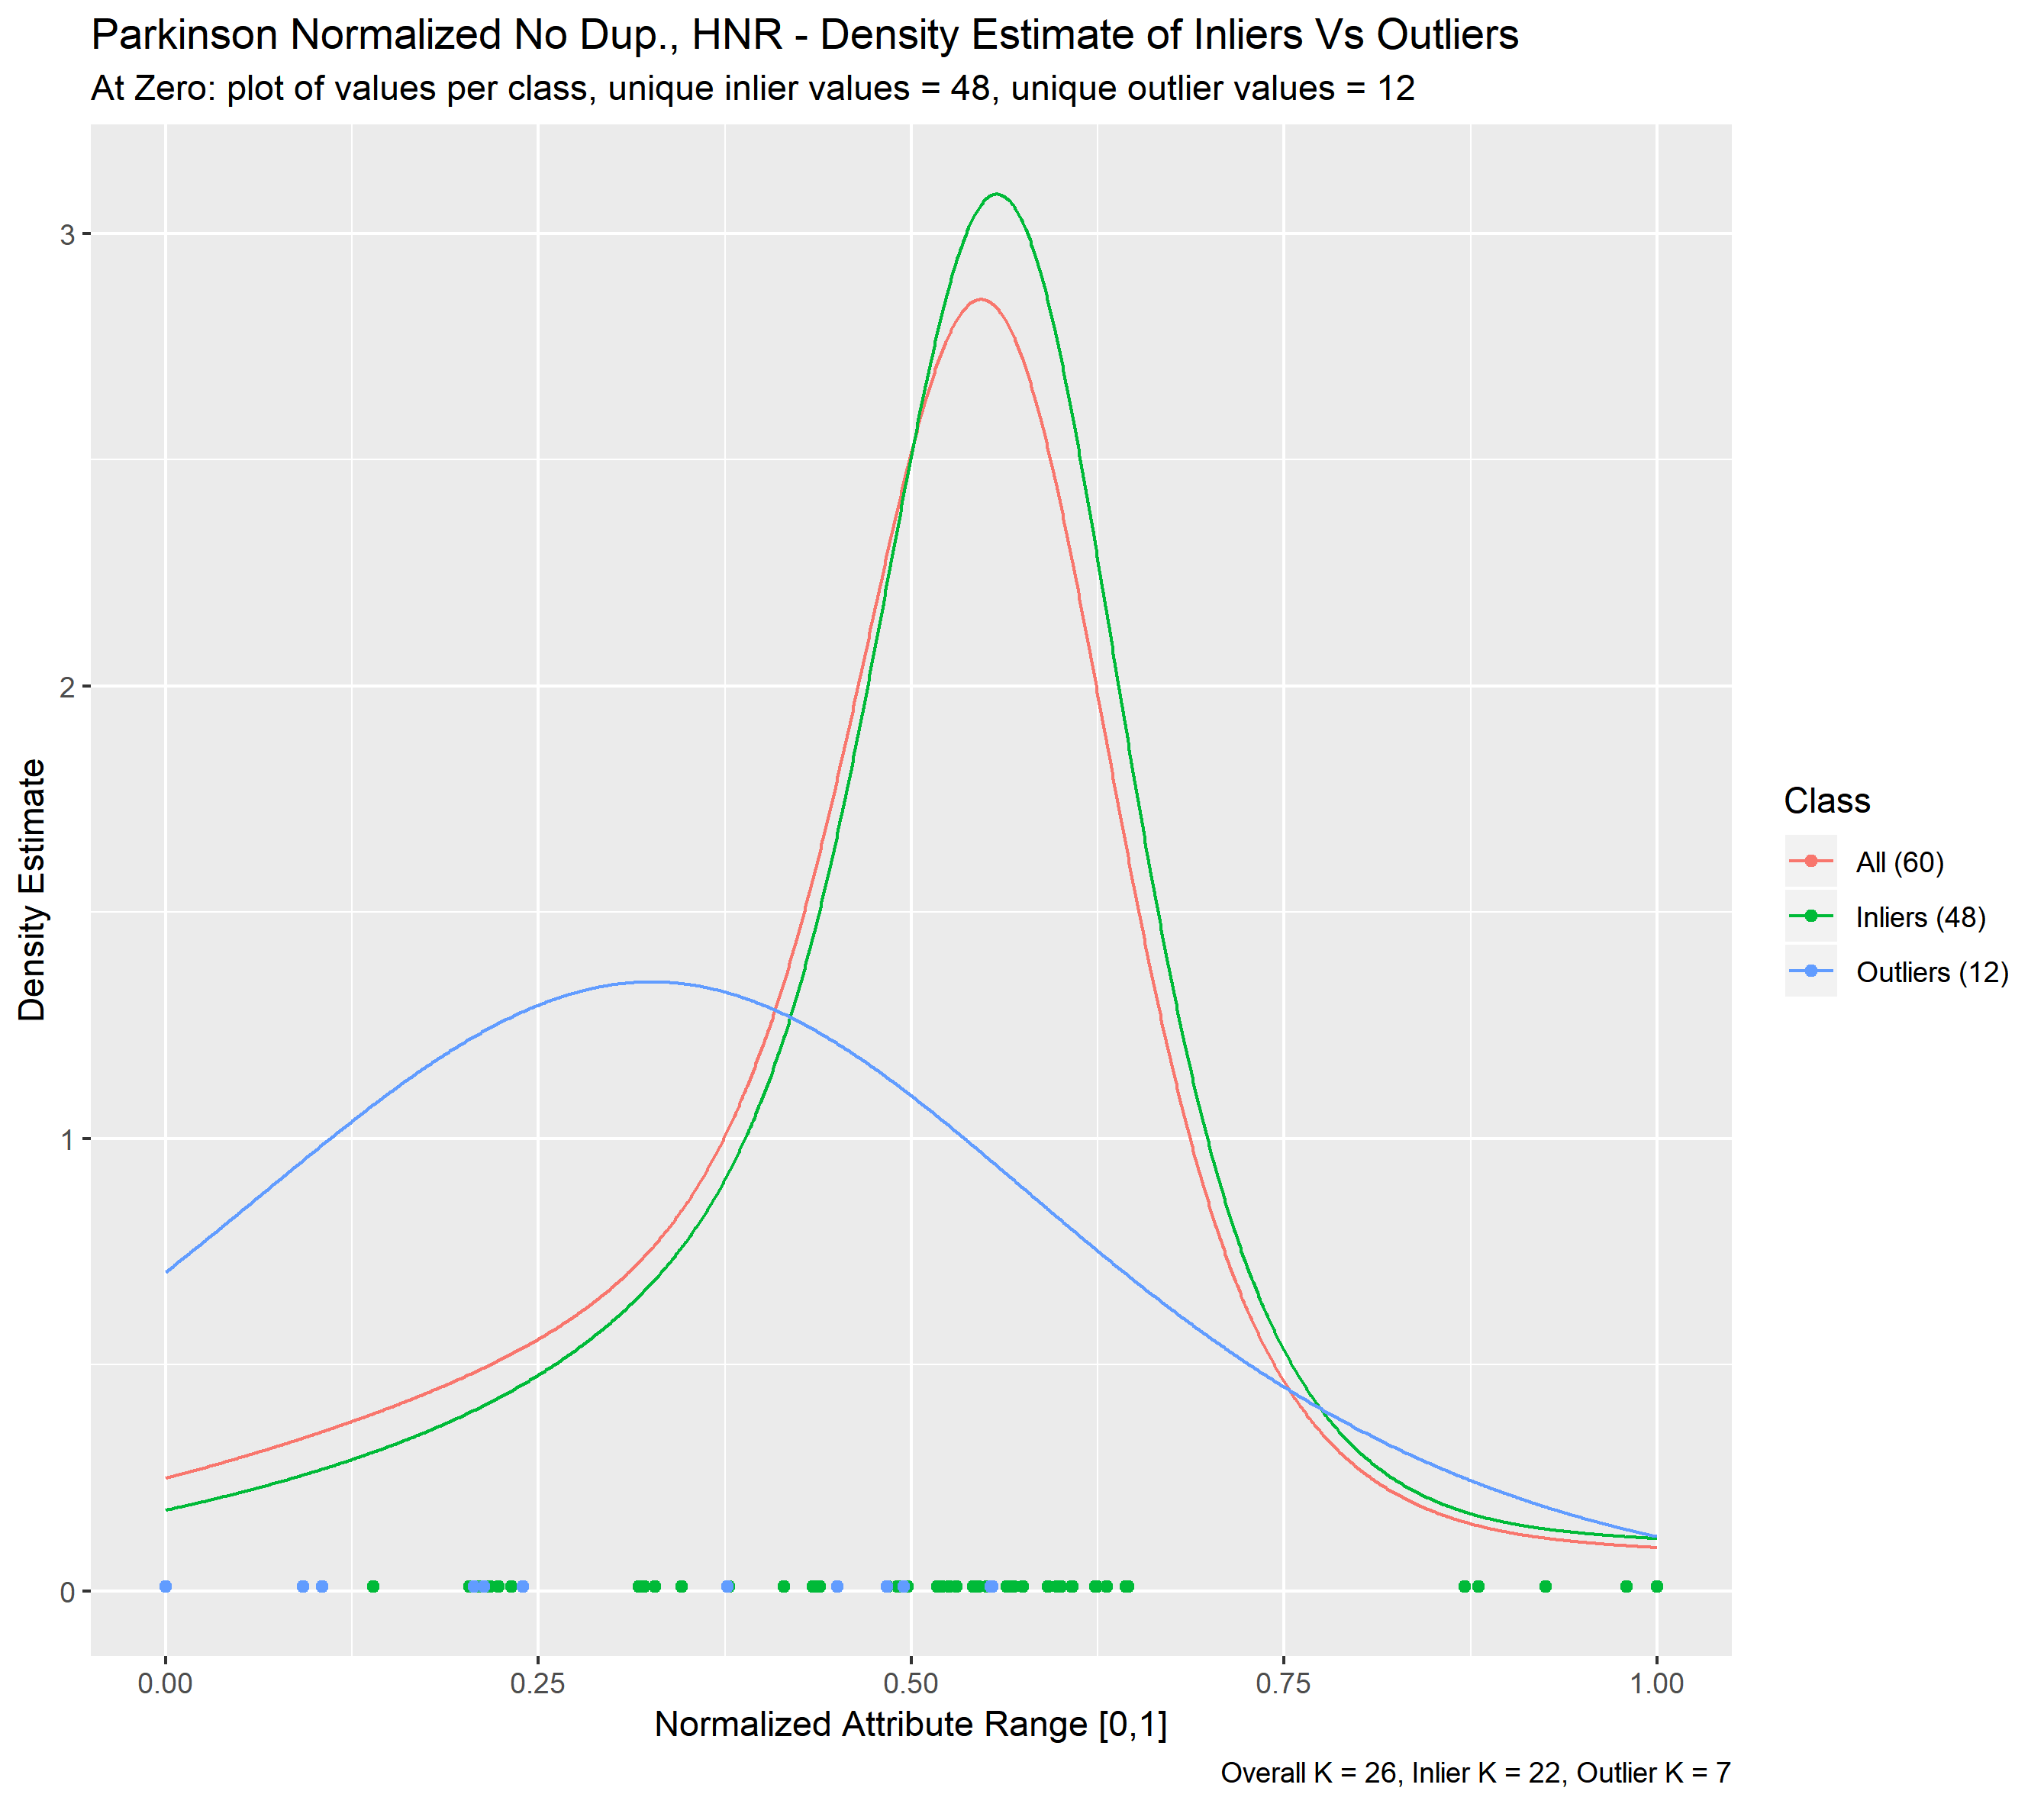 Parkinson Normalized No Dup., HNR - Density Estimate of Inliers Vs Outliers
At Zero: plot of values per class, unique inlier values = 48, unique outlier values = 12
3
2
1
0
Density Estimate
0.00
0.25
0.50
0.75
1.00
Normalized Attribute Range [0,1]
Class
All (60)
Inliers (48)
Outliers (12)
Overall K = 26, Inlier K = 22, Outlier K = 7